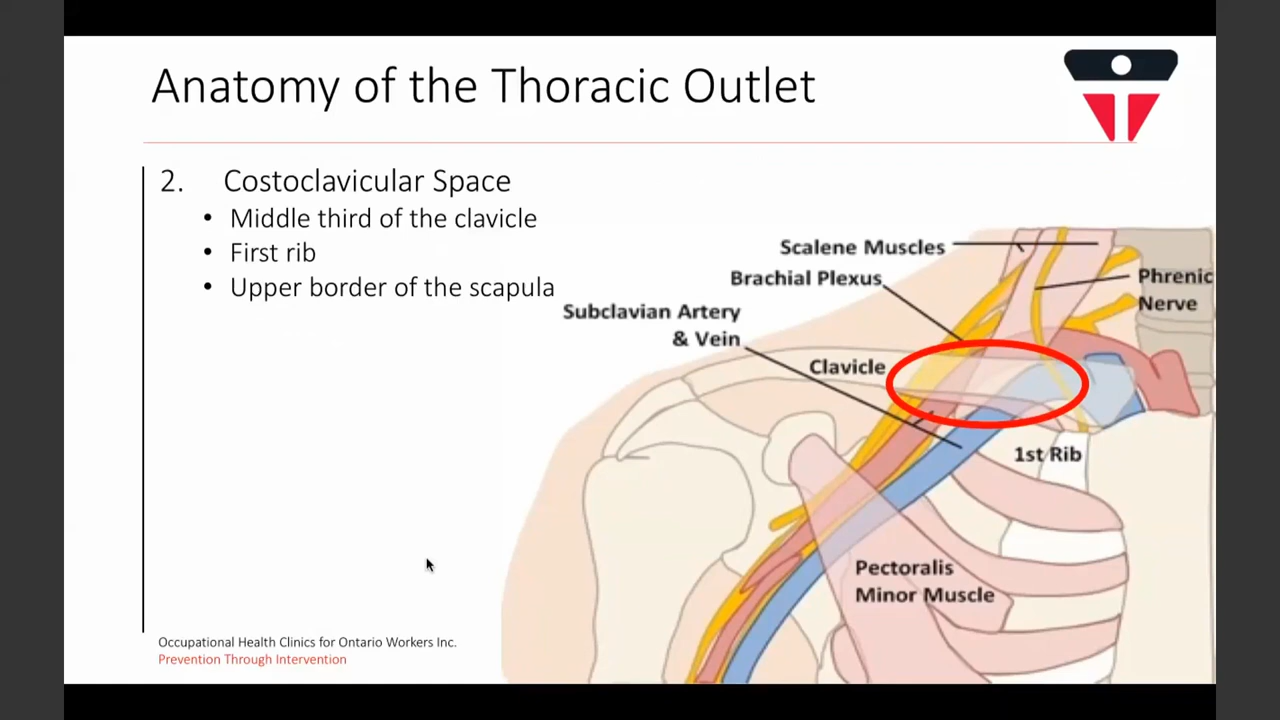 Anatomy of the Thoracic Outlet
2. Costoclavicular Space
• Middle third of the clavicle
• First rib
• Upper border of the scapula
Scalene Muscles
Brachial Plexus
Phrenic
Nerve
Subclavian Artery
& Vein
Clavicle
1st Rib
Pectoralis
Minor Muscle
Occupational Health Clinics for Ontario Workers Inc.
Prevention Through Intervention